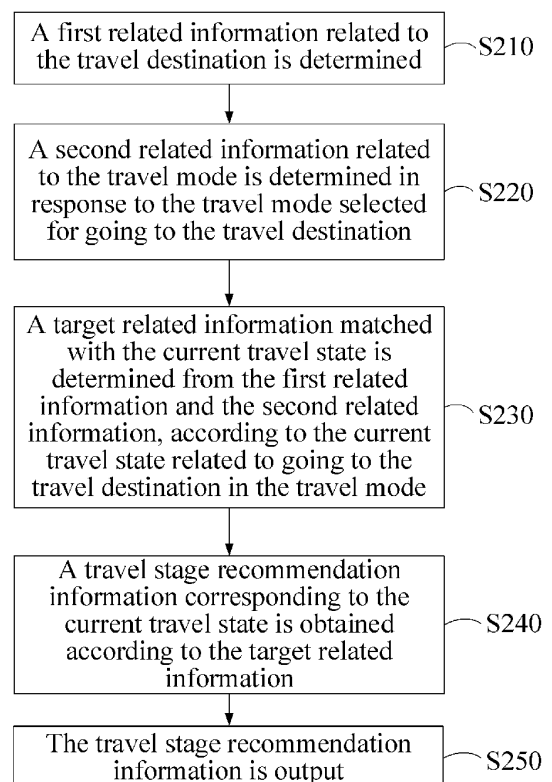 A first related information related
to the travel destination is determined
S210
A second related information related
to the travel mode is determined in
response to the travel mode selected
for going to the travel destination
S220
A target related information matched
with the current travel state is
determined from the first related
information and the second related
information, according to the current
travel state related to going to the
travel destination in the travel mode
S230
A travel stage recommendation
information corresponding to the
current travel state is obtained
according to the target related
information
S240
The travel stage recommendation
information is output
S250